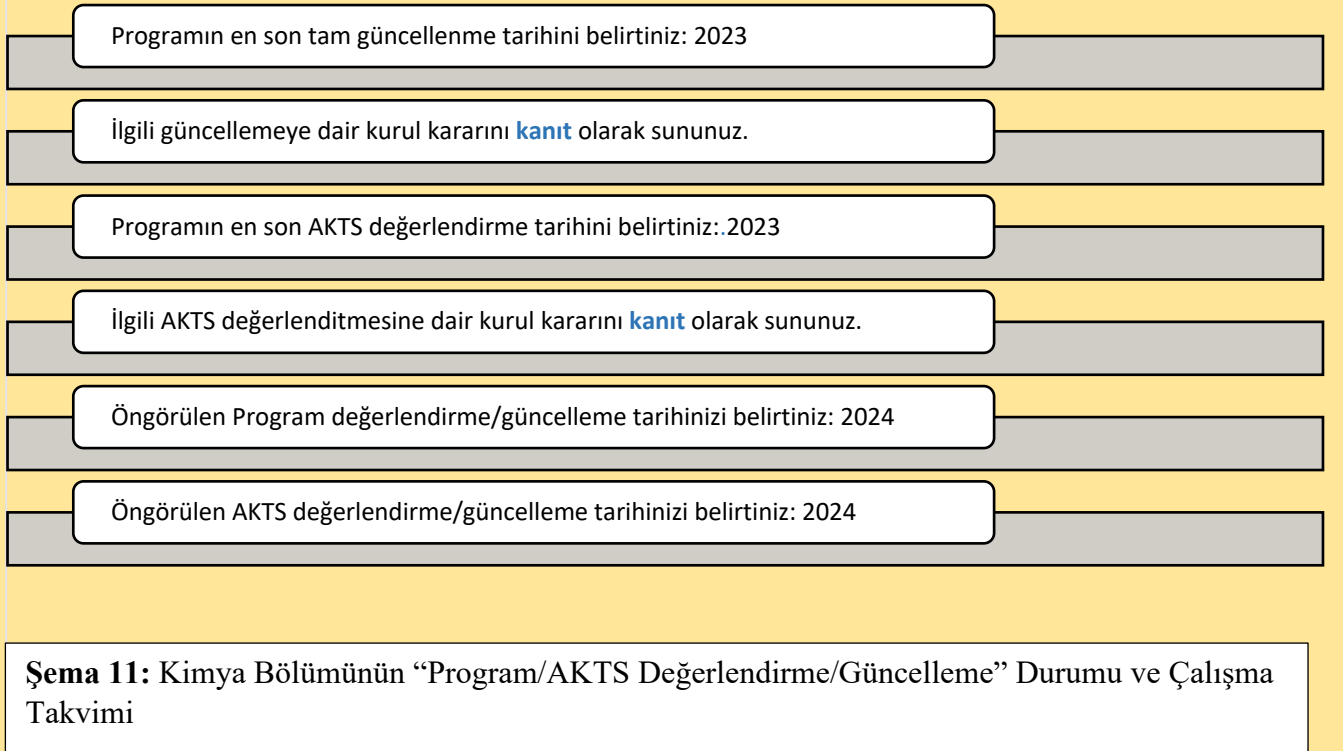 Programın en son tam güncellenme tarihini belirtiniz: 2023
İlgili güncellemeye dair kurul kararını kanıt olarak sununuz.
Programın en son AKTS değerlendirme tarihini belirtiniz:.2023
İlgili AKTS değerlenditmesine dair kurul kararını kanıt olarak sununuz.
Öngörülen Program değerlendirme/güncelleme tarihinizi belirtiniz: 2024
Öngörülen AKTS değerlendirme/güncelleme tarihinizi belirtiniz: 2024
Şema 11: Kimya Bölümünün “Program/AKTS Değerlendirme/Güncelleme” Durumu ve Çalışma
Takvimi